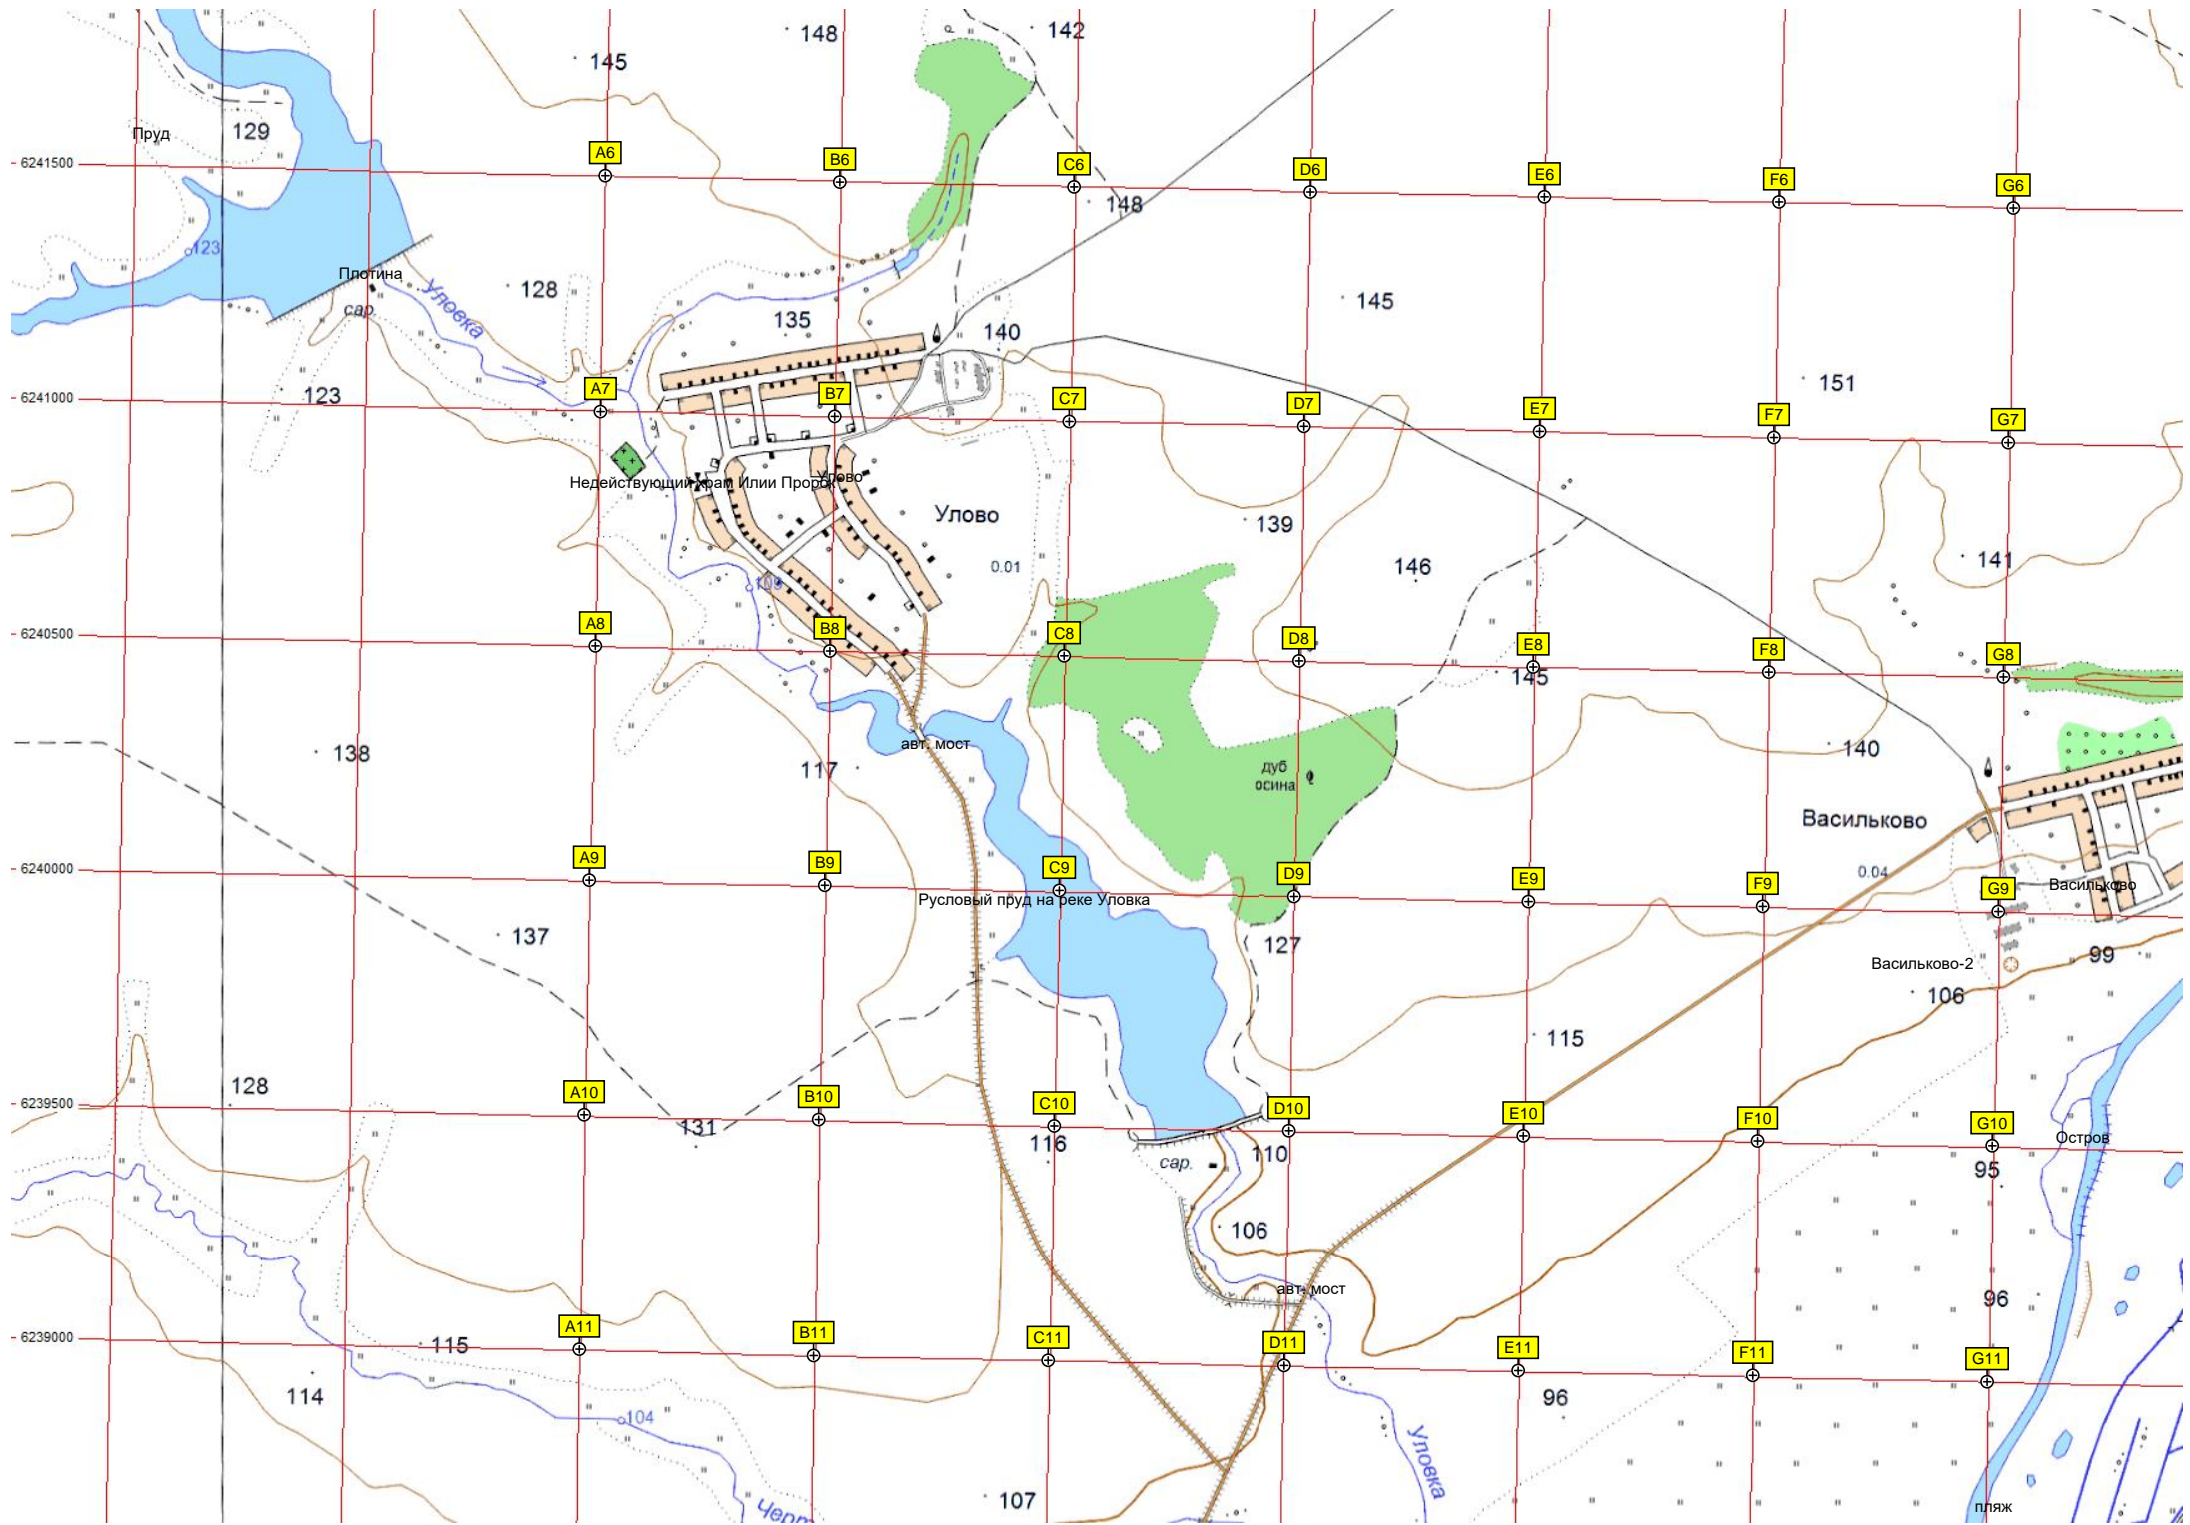 148
142
145
129
Пруд
6241500
A6
B6
C6
D6
E6
F6
G6
148
123
Плотина
сар.
Уловка
128
135
140
145
151
6241000
123
A7
B7
C7
D7
E7
F7
G7
Недействующий храм Илии Пророк
Улово
Улово
139
146
141
0.01
109
6240500
A8
B8
C8
D8
E8
F8
G8
145
138
117
авт. мост
дуб
осина
140
Васильково
6240000
A9
B9
C9
D9
E9
F9
G9
0.04
Васильково
Русловый пруд на реке Уловка
137
127
99
Васильково-2
106
115
128
6239500
A10
B10
C10
D10
E10
F10
G10
131
116
110
Остров
сар.
95
106
авт. мост
96
6239000
A11
B11
C11
D11
E11
F11
G11
115
114
96
104
Уловка
107
Черт
пляж